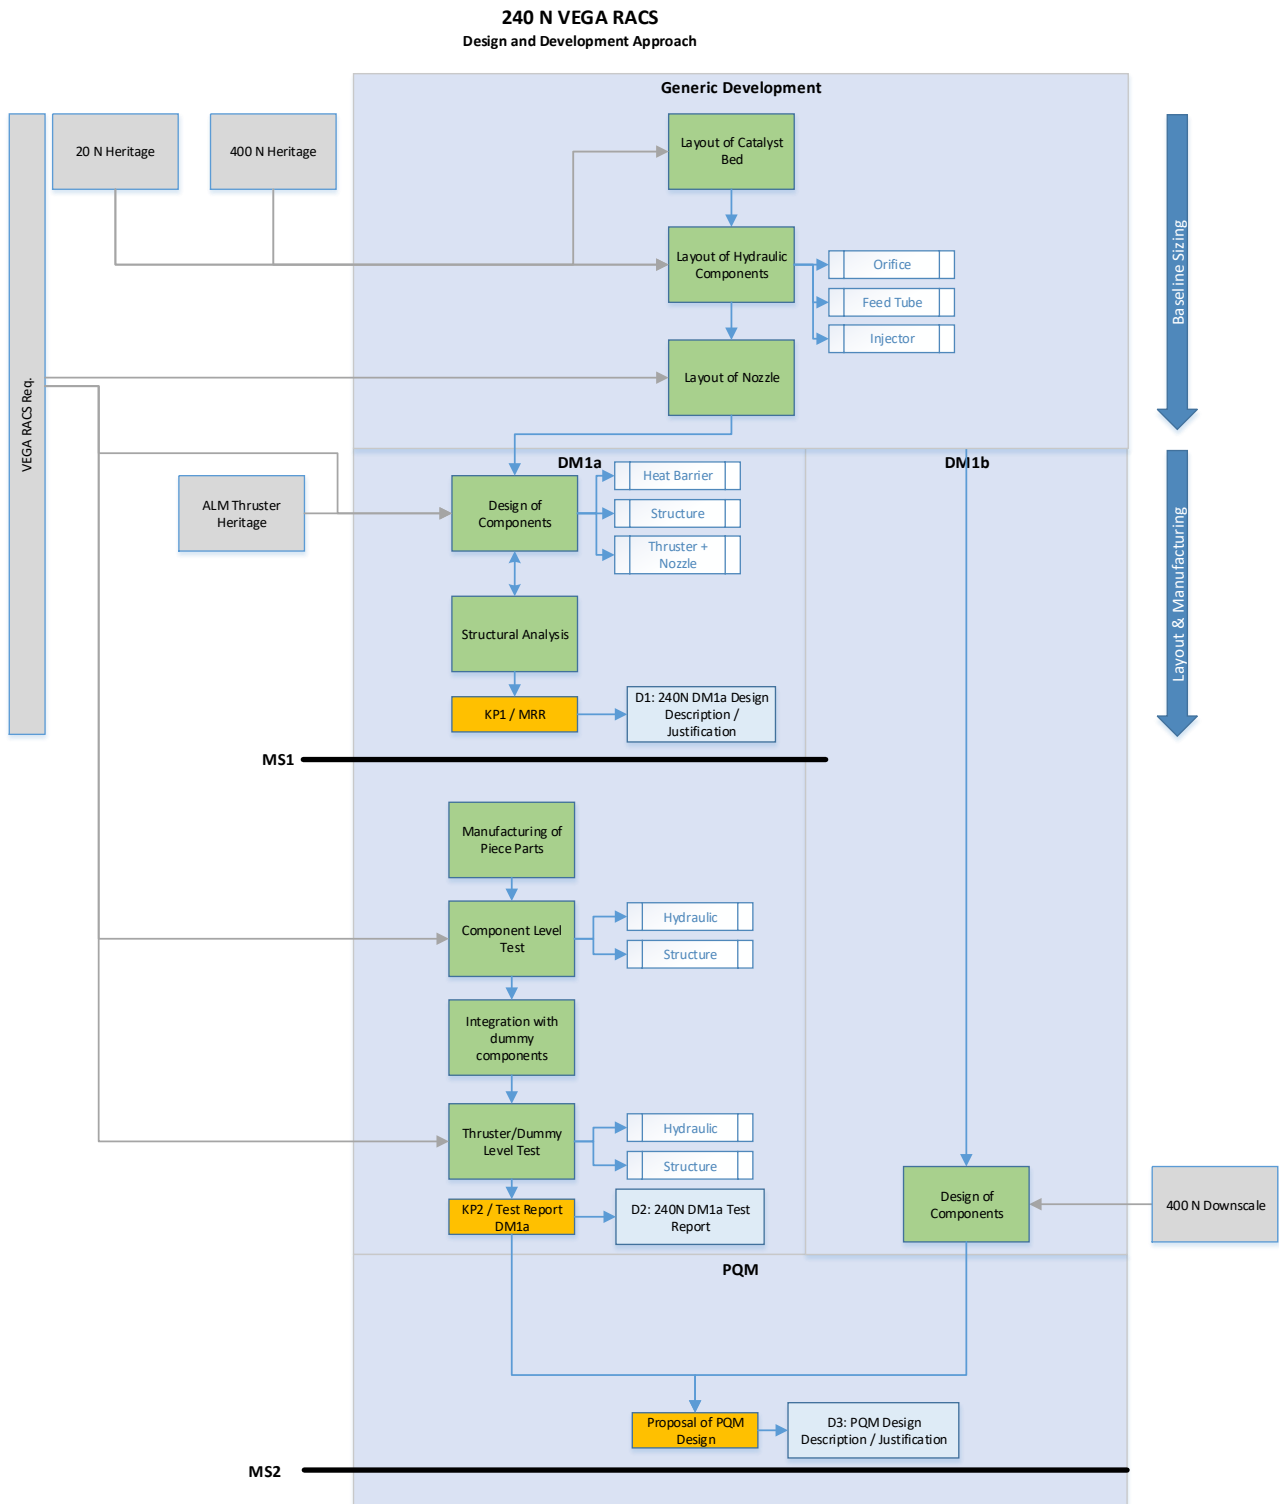 240 N VEGA RACS
Design and Development Approach
Generic Development
VEGA RACS Req.
20 N Heritage
400 N Heritage
Layout of Catalyst
Bed
Layout of Hydraulic
Components
Orifice
Feed Tube
Injector
Layout of Nozzle
Baseline Sizing
DM1a
DM1b
ALM Thruster
Heritage
Design of
Components
Heat Barrier
Structure
Thruster +
Nozzle
Structural Analysis
KP1 / MRR
D1: 240N DM1a Design
Description /
Justification
Layout & Manufacturing
MS1
Manufacturing of
Piece Parts
Component Level
Test
Hydraulic
Structure
Integration with
dummy
components
Thruster/Dummy
Level Test
Hydraulic
Structure
KP2 / Test Report
DM1a
D2: 240N DM1a Test
Report
Design of
Components
400 N Downscale
PQM
Proposal of PQM
Design
D3: PQM Design
Description / Justification
MS2